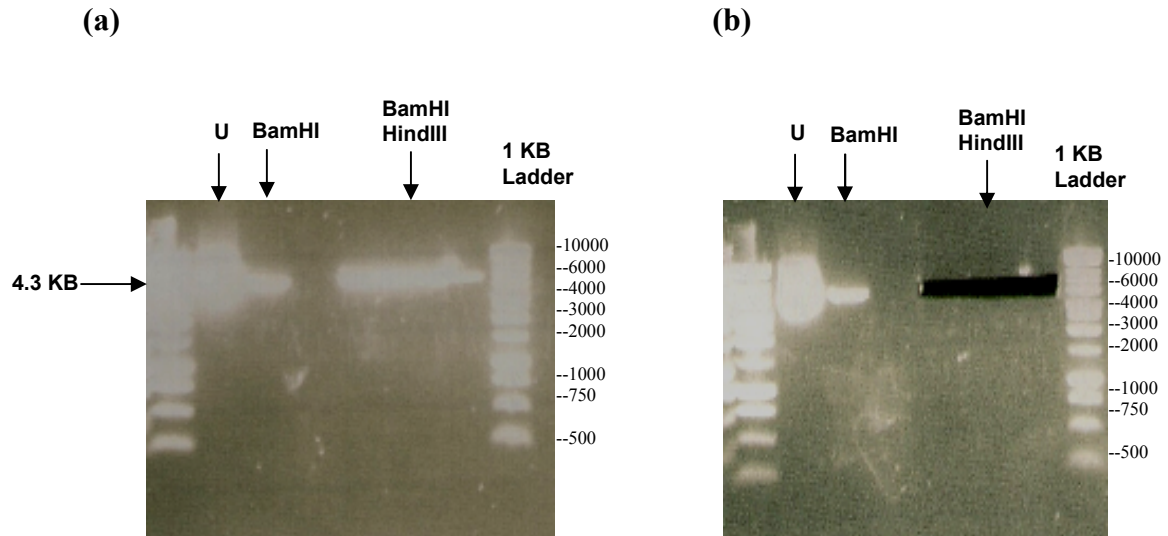 (a)
U
BamHI
BamHI
HindIII
1 KB
Ladder
4.3 KB
-10000
--6000
--4000
--3000
--2000
--1000
--750
--500
(b)
U
BamHI
BamHI
HindIII
1 KB
Ladder
-10000
--6000
--4000
--3000
--2000
--1000
--750
--500